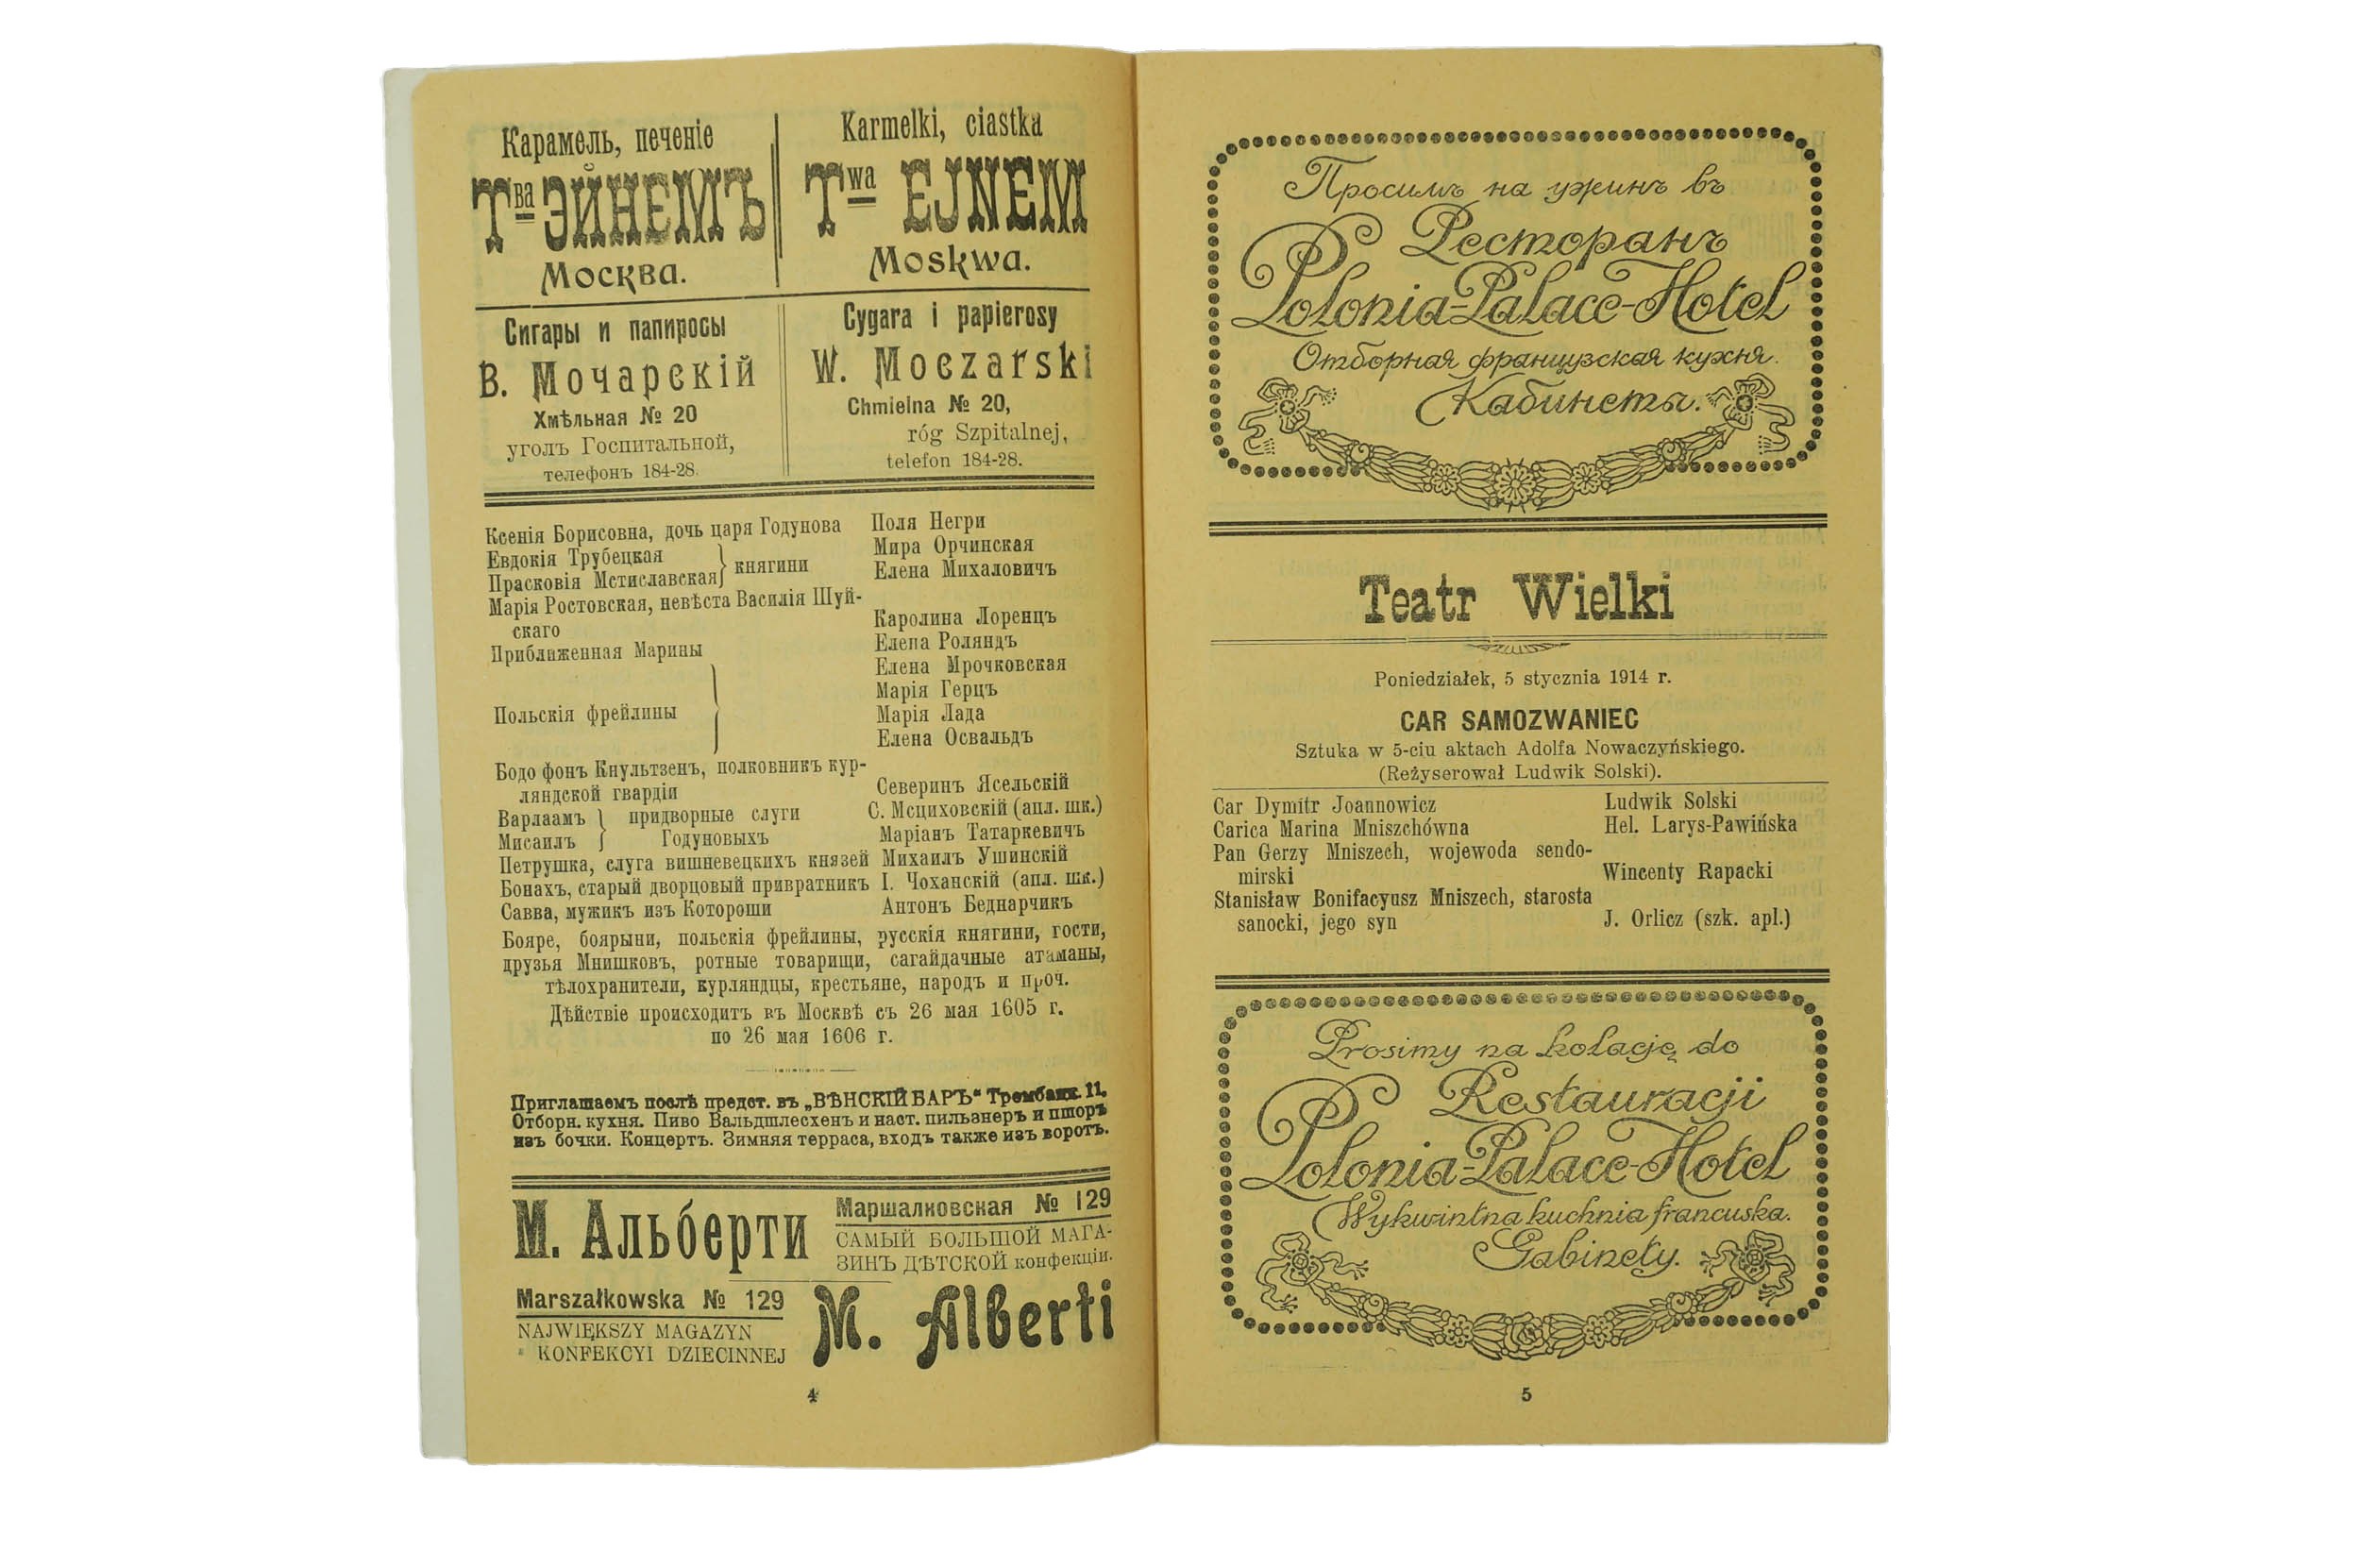 Карамель, печеніе
Тва ЭЙНЕМЪ
Москва.
Karmelki, ciastka
Twa EJNEM
Moskwa.
Сигары и папиросы
В. Мочарскій
Хмѣльная № 20
уголъ Госпитальной,
телефонъ 184-28.
Cygara i papierosy
W. Moczarski
Chmielna № 20,
róg Szpitalnej,
telefon 184-28.
Ксенія Борисовна, дочь царя Годунова Поля Негри
Евдокія Трубецкая Мира Орчинская
Прасковія Мстиславская } княгини Елена Михаловичъ
Марія Ростовская, невѣста Василія Шуй-
скаго Каролина Лоренцъ
Приближенная Марины Елена Роляндъ
Елена Мрочковская
Марія Герцъ
Польскія фрейлины } Марія Лада
Елена Освальдъ
Бодо фонъ Кнультзенъ, полковникъ кур-
ляндской гвардіи Северинъ Ясельскій
Варлаамъ } придворные слуги С. Мсциховскій (апл. шк.)
Мисаилъ } Годуновыхъ Маріанъ Татаркевичъ
Петрушка, слуга вишневецкихъ князей Михаилъ Ушинскій
Бонахъ, старый дворцовый привратникъ І. Чоханскій (апл. шк.)
Савва, мужикъ изъ Котороши Антонъ Беднарчикъ
Бояре, боярыни, польскія фрейлины, русскія княгини, гости,
друзья Мнишковъ, ротные товарищи, сагайдачные атаманы,
тѣлохранители, курляндцы, крестьяне, народъ и проч.
Дѣйствіе происходитъ въ Москвѣ съ 26 мая 1605 г.
по 26 мая 1606 г.
Приглашаемъ послѣ предст. въ „ВѢНСКІЙ БАРЪ“ Трембацк. 11.
Отборн. кухня. Пиво Вальдшлесхенъ и наст. пильзнеръ и пшоръ
изъ бочки. Концертъ. Зимняя терраса, входъ также изъ воротъ.
М. Альберти
Маршалковская № 129
САМЫЙ БОЛЬШОЙ МАГА-
ЗИНЪ ДѢТСКОЙ конфекціи.
Marszałkowska № 129
NAJWIĘKSZY MAGAZYN
KONFEKCYI DZIECINNEJ
M. Alberti
4
Просимъ на ужинъ въ
Ресторанъ
Polonia-Palace-Hotel
Отборная французская кухня.
Кабинеты.
Teatr Wielki
Poniedziałek, 5 stycznia 1914 r.
CAR SAMOZWANIEC
Sztuka w 5-ciu aktach Adolfa Nowaczyńskiego.
(Reżyserował Ludwik Solski).
Car Dymitr Joannowicz Ludwik Solski
Carica Marina Mniszchówna Hel. Larys-Pawińska
Pan Gerzy Mniszech, wojewoda sendo-
mirski Wincenty Rapacki
Stanisław Bonifacyusz Mniszech, starosta
sanocki, jego syn J. Orlicz (szk. apl.)
Prosimy na kolację do
Restauracji
Polonia-Palace-Hotel
Wykwintna kuchnia francuska.
Gabinety.
5